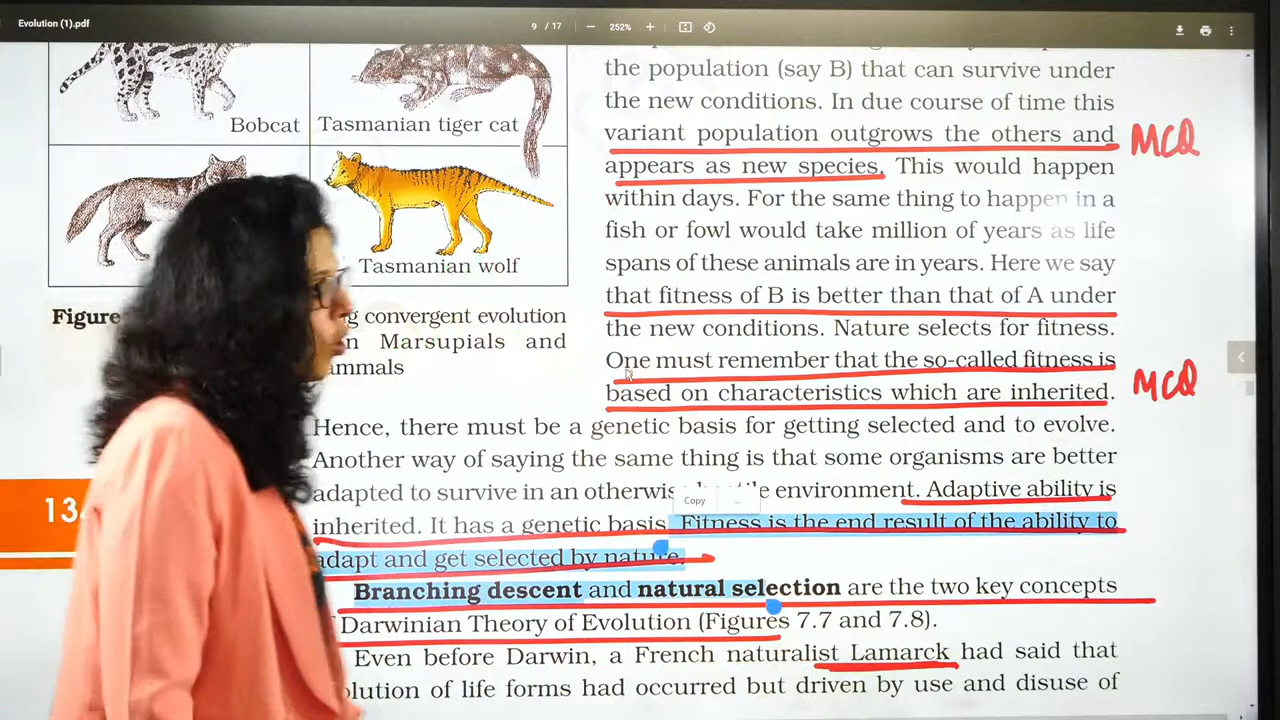 Evolution (1).pdf
9 / 17
252%
Bobcat
Tasmanian tiger cat
Tasmanian wolf
Figure
g convergent evolution
n Marsupials and
ammals
the population (say B) that can survive under
the new conditions. In due course of time this
variant population outgrows the others and
MCQ
appears as new species. This would happen
within days. For the same thing to happen in a
fish or fowl would take million of years as life
spans of these animals are in years. Here we say
that fitness of B is better than that of A under
the new conditions. Nature selects for fitness.
One must remember that the so-called fitness is
based on characteristics which are inherited.
MCQ
Hence, there must be a genetic basis for getting selected and to evolve.
Another way of saying the same thing is that some organisms are better
adapted to survive in an otherwis e environment. Adaptive ability is
Copy
13
inherited. It has a genetic basis. Fitness is the end result of the ability to
adapt and get selected by nature.
Branching descent and natural selection are the two key concepts
Darwinian Theory of Evolution (Figures 7.7 and 7.8).
Even before Darwin, a French naturalist Lamarck had said that
olution of life forms had occurred but driven by use and disuse of